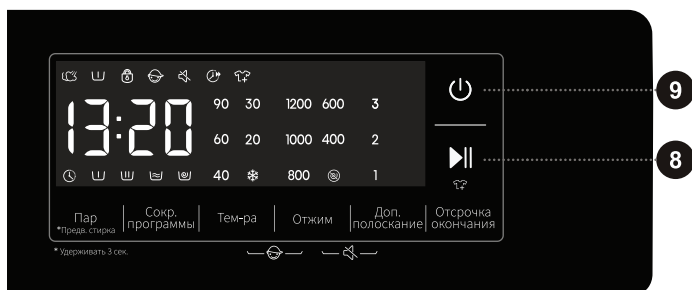 13:20
90 30 1200 600 3
60 20 1000 400 2
40 800 1
9
8
Пар
*Предв. стирка
Сокр.
программы
Тем-ра
Отжим
Доп.
полоскание
Отсрочка
окончания
* Удерживать 3 сек.